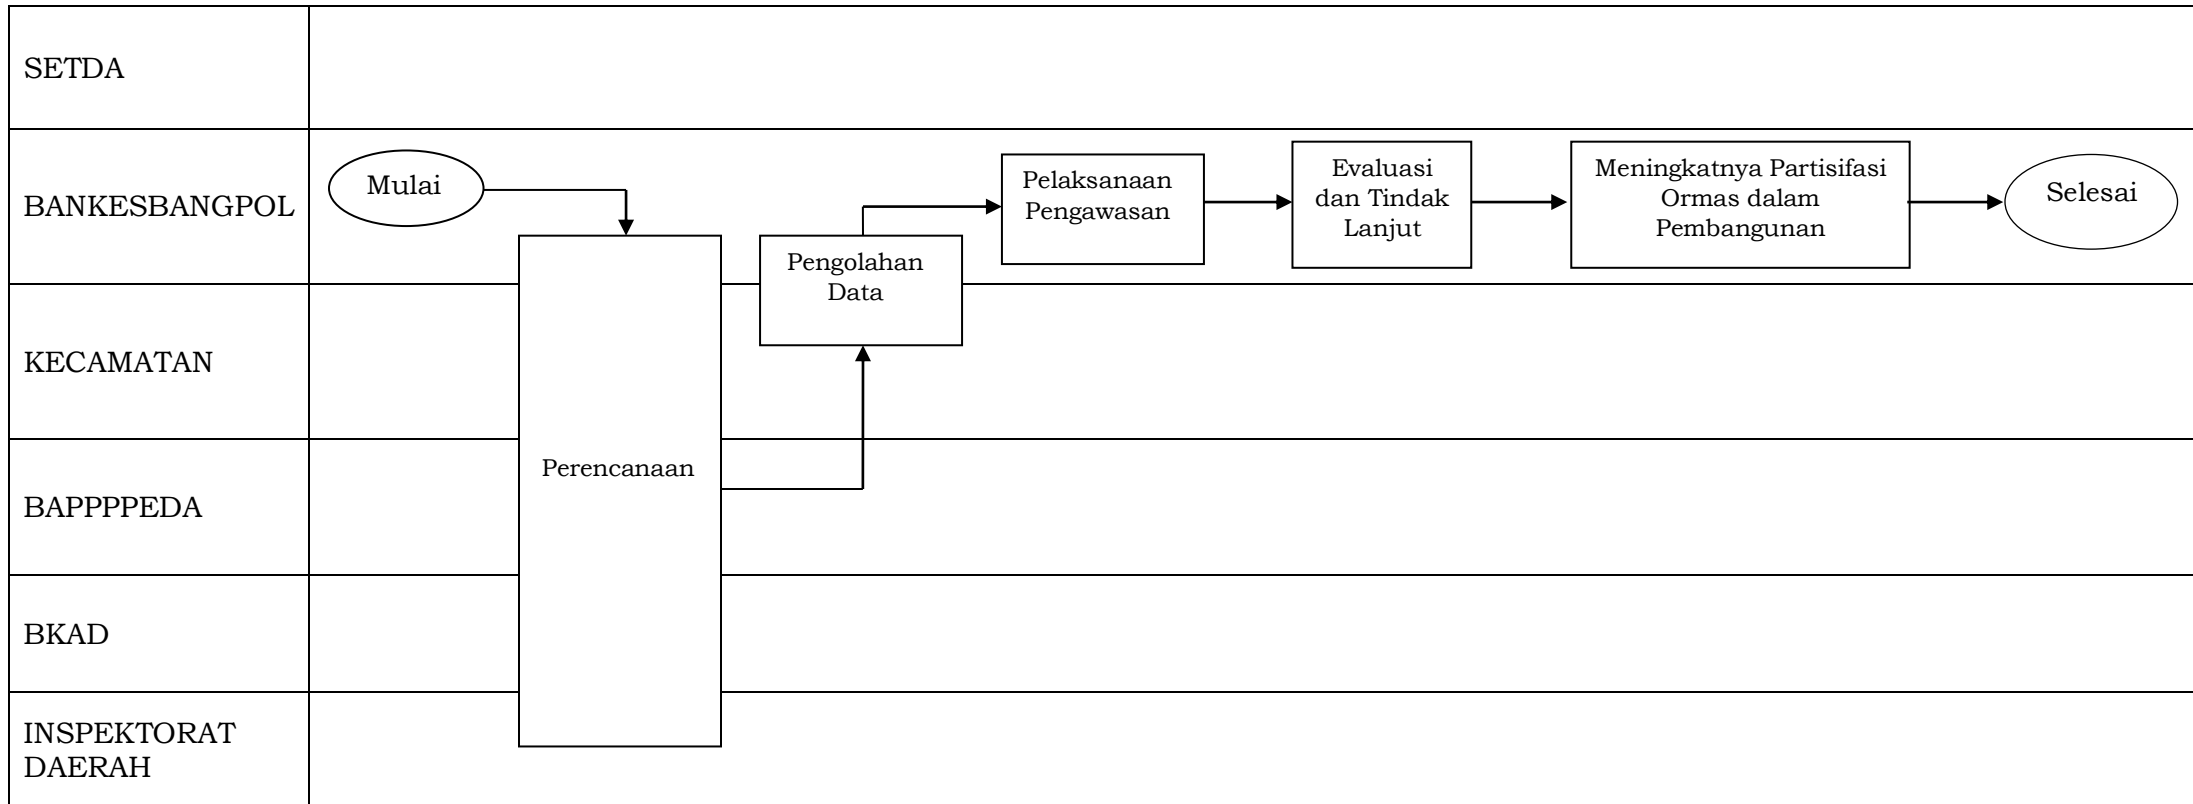 SETDA
BANKESBANGPOL
Mulai
Perencanaan
Pengolahan
Data
Pelaksanaan
Pengawasan
Evaluasi
dan Tindak
Lanjut
Meningkatnya Partisifasi
Ormas dalam
Pembangunan
Selesai
KECAMATAN
BAPPPPEDA
BKAD
INSPEKTORAT
DAERAH